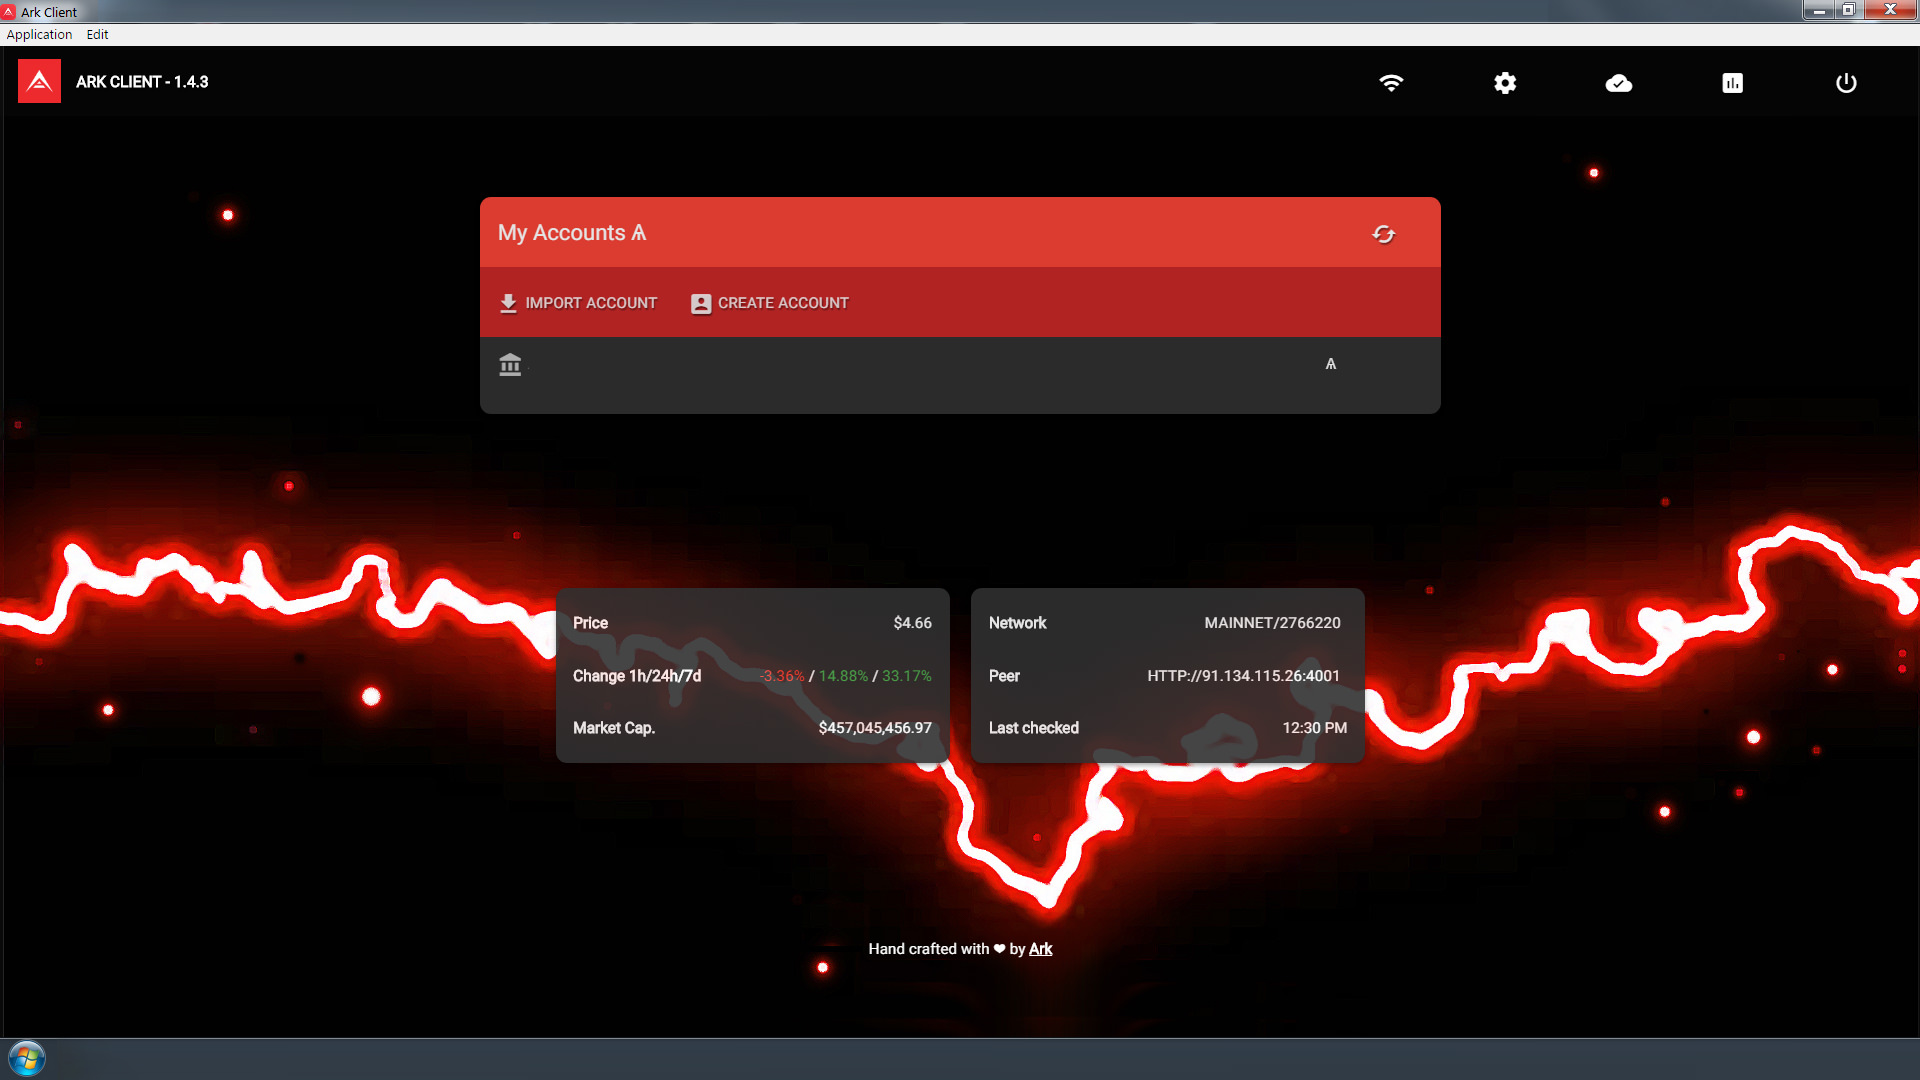 Ark Client
Application Edit
ARK CLIENT - 1.4.3
My Accounts Ѧ
IMPORT ACCOUNT CREATE ACCOUNT
Ѧ
Price $4.66
Change 1h/24h/7d -3.36% / 14.88% / 33.17%
Market Cap. $457,045,456.97
Network MAINNET/2766220
Peer HTTP://91.134.115.26:4001
Last checked 12:30 PM
Hand crafted with ❤ by Ark